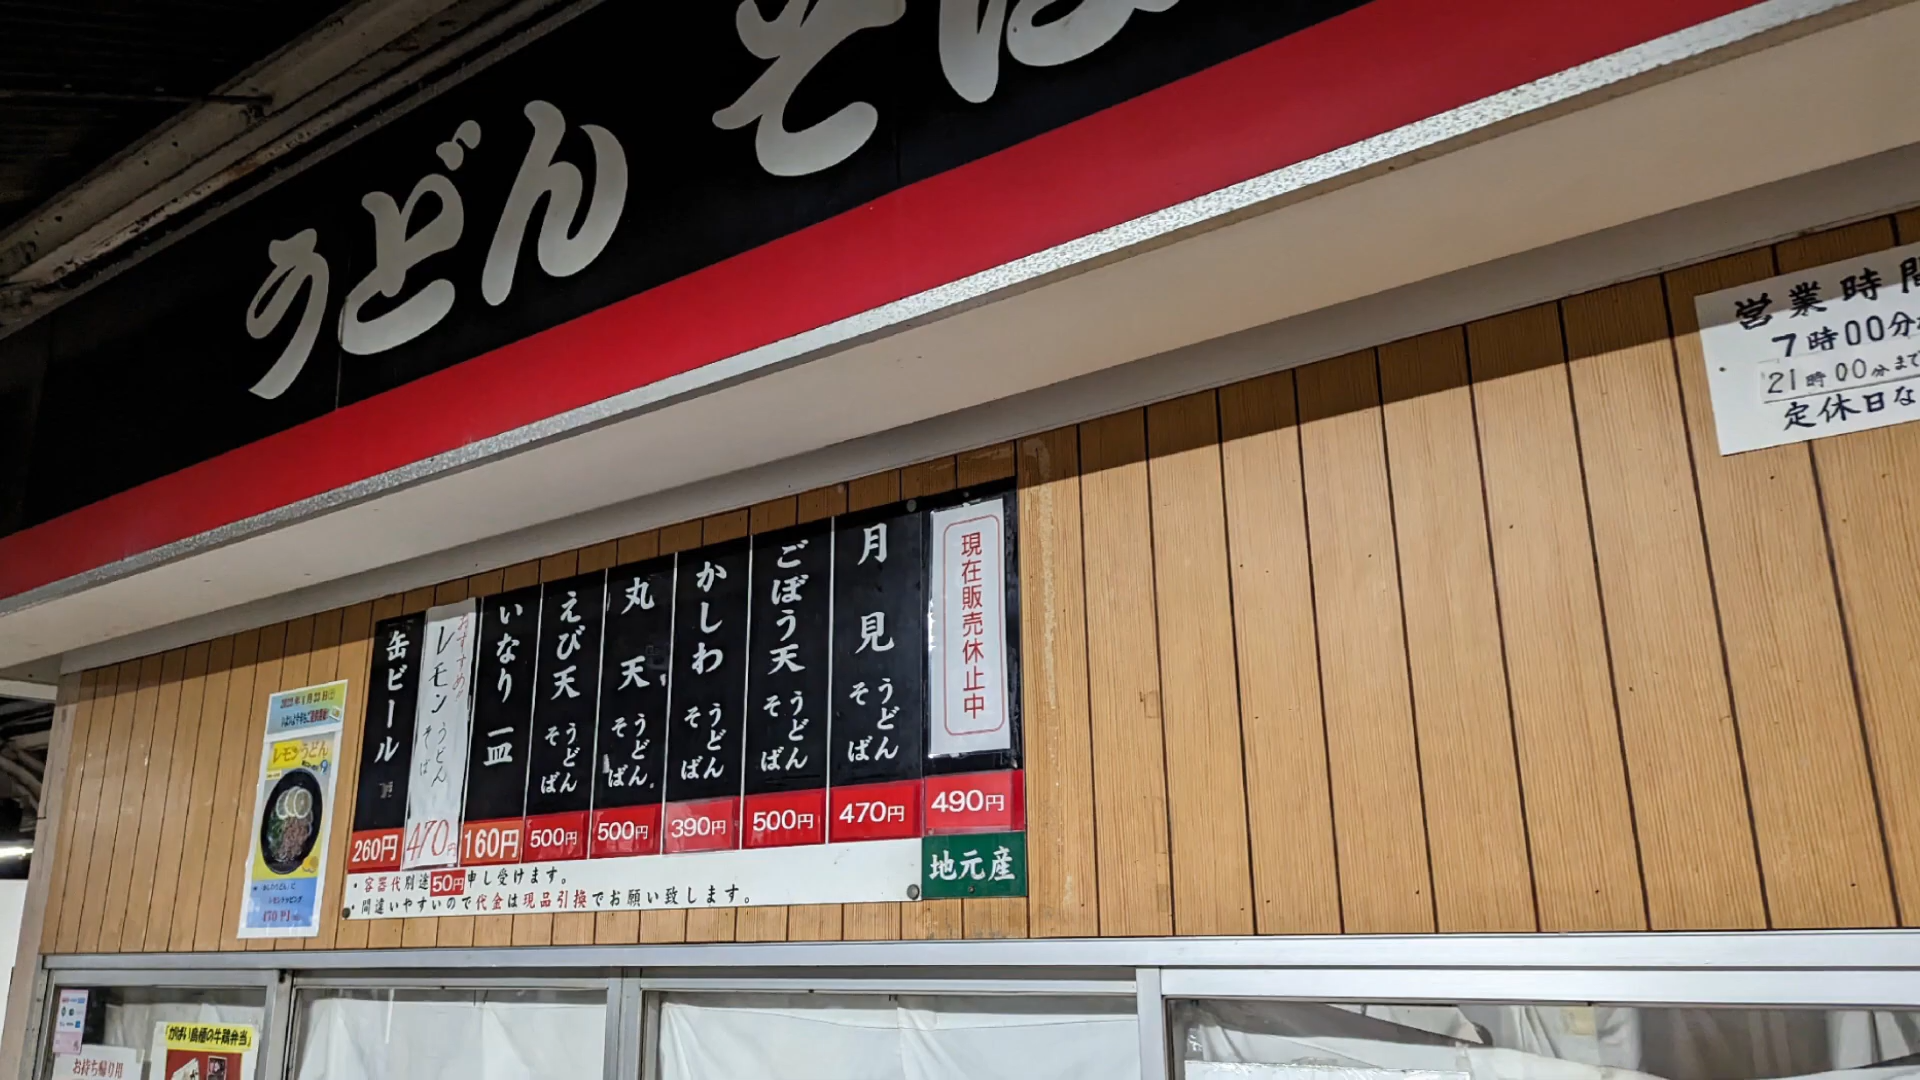 うどん そば
営業時間
7時00分
21時00分まで
定休日な
現在販売休止中
490円
地元産
月見 うどん そば
470円
ごぼう天 うどん そば
500円
かしわ うどん そば
390円
丸天 うどん そば
500円
えび天 うどん そば
500円
いなり 一皿
160円
おすすめ
レモン うどん そば
470円
缶ビール
260円
・容器代別途50円申し受けます。
・間違いやすいので代金は現品引換でお願い致します。
レモンうどん
お持ち帰り用